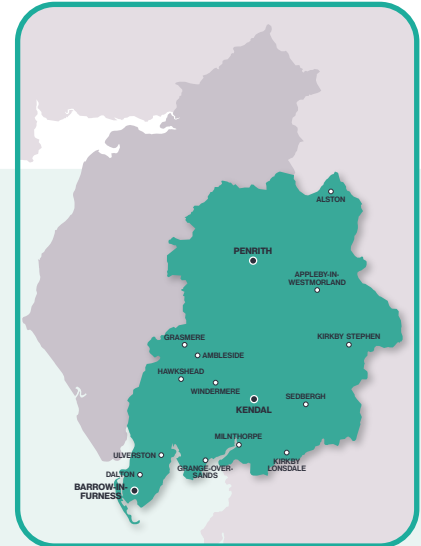 ALSTON
PENRITH
APPLEBY-IN-
WESTMORLAND
GRASMERE
KIRKBY STEPHEN
AMBLESIDE
HAWKSHEAD
WINDERMERE
SEDBERGH
KENDAL
MILNTHORPE
ULVERSTON
KIRKBY
LONSDALE
GRANGE-OVER-
SANDS
DALTON
BARROW-IN-
FURNESS